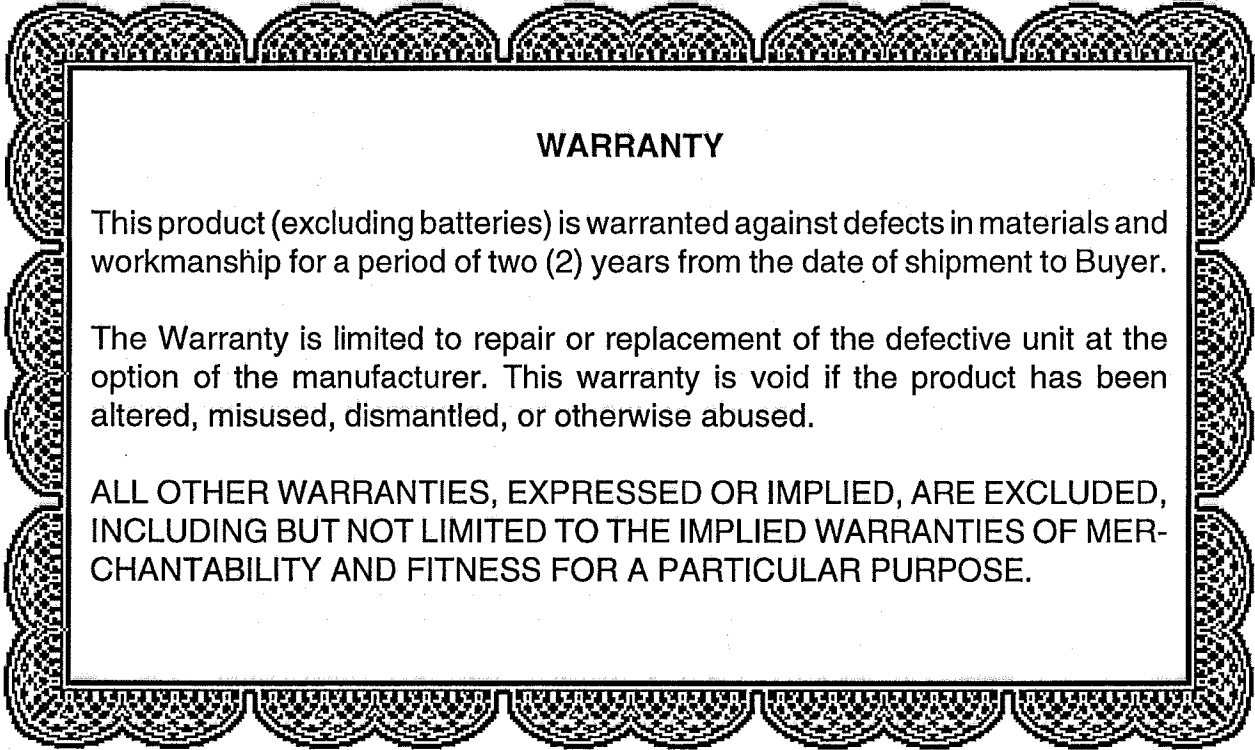 WARRANTY
This product (excluding batteries) is warranted against defects in materials and
workmanship for a period of two (2) years from the date of shipment to Buyer.
The Warranty is limited to repair or replacement of the defective unit at the
option of the manufacturer. This warranty is void if the product has been
altered, misused, dismantled, or otherwise abused.
ALL OTHER WARRANTIES, EXPRESSED OR IMPLIED, ARE EXCLUDED,
INCLUDING BUT NOT LIMITED TO THE IMPLIED WARRANTIES OF MER-
CHANTABILITY AND FITNESS FOR A PARTICULAR PURPOSE.